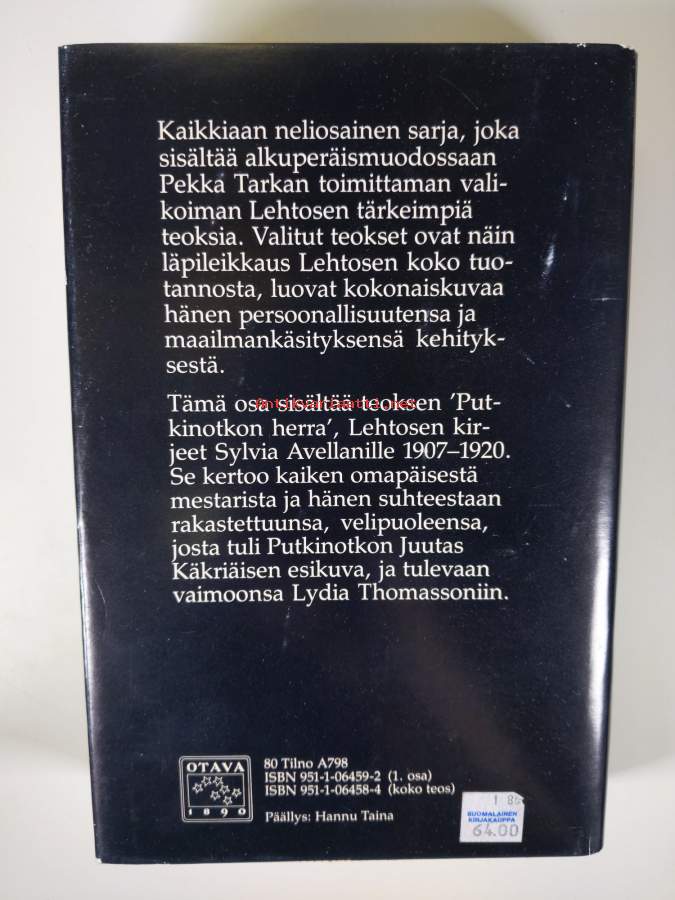 Kaikkiaan neliosainen sarja, joka
sisältää alkuperäismuodossaan
Pekka Tarkan toimittaman vali-
koiman Lehtosen tärkeimpiä
teoksia. Valitut teokset ovat näin
läpileikkaus Lehtosen koko tuo-
tannosta, luovat kokonaiskuvaa
hänen persoonallisuutensa ja
maailmankäsityksensä kehityk-
sestä.
Tämä osa sisältää teoksen 'Put-
Antikvariaatti.net
kinotkon herra', Lehtosen kir-
jeet Sylvia Avellanille 1907–1920.
Se kertoo kaiken omapäisestä
mestarista ja hänen suhteestaan
rakastettuunsa, velipuoleensa,
josta tuli Putkinotkon Juutas
Käkriäisen esikuva, ja tulevaan
vaimoonsa Lydia Thomassoniin.
OTAVA
1890
80 Tilno A798
ISBN 951-1-06459-2 (1. osa)
ISBN 951-1-06458-4 (koko teos)
Päällys: Hannu Taina
SUOMALAINEN
KIRJAKAUPPA
64.00